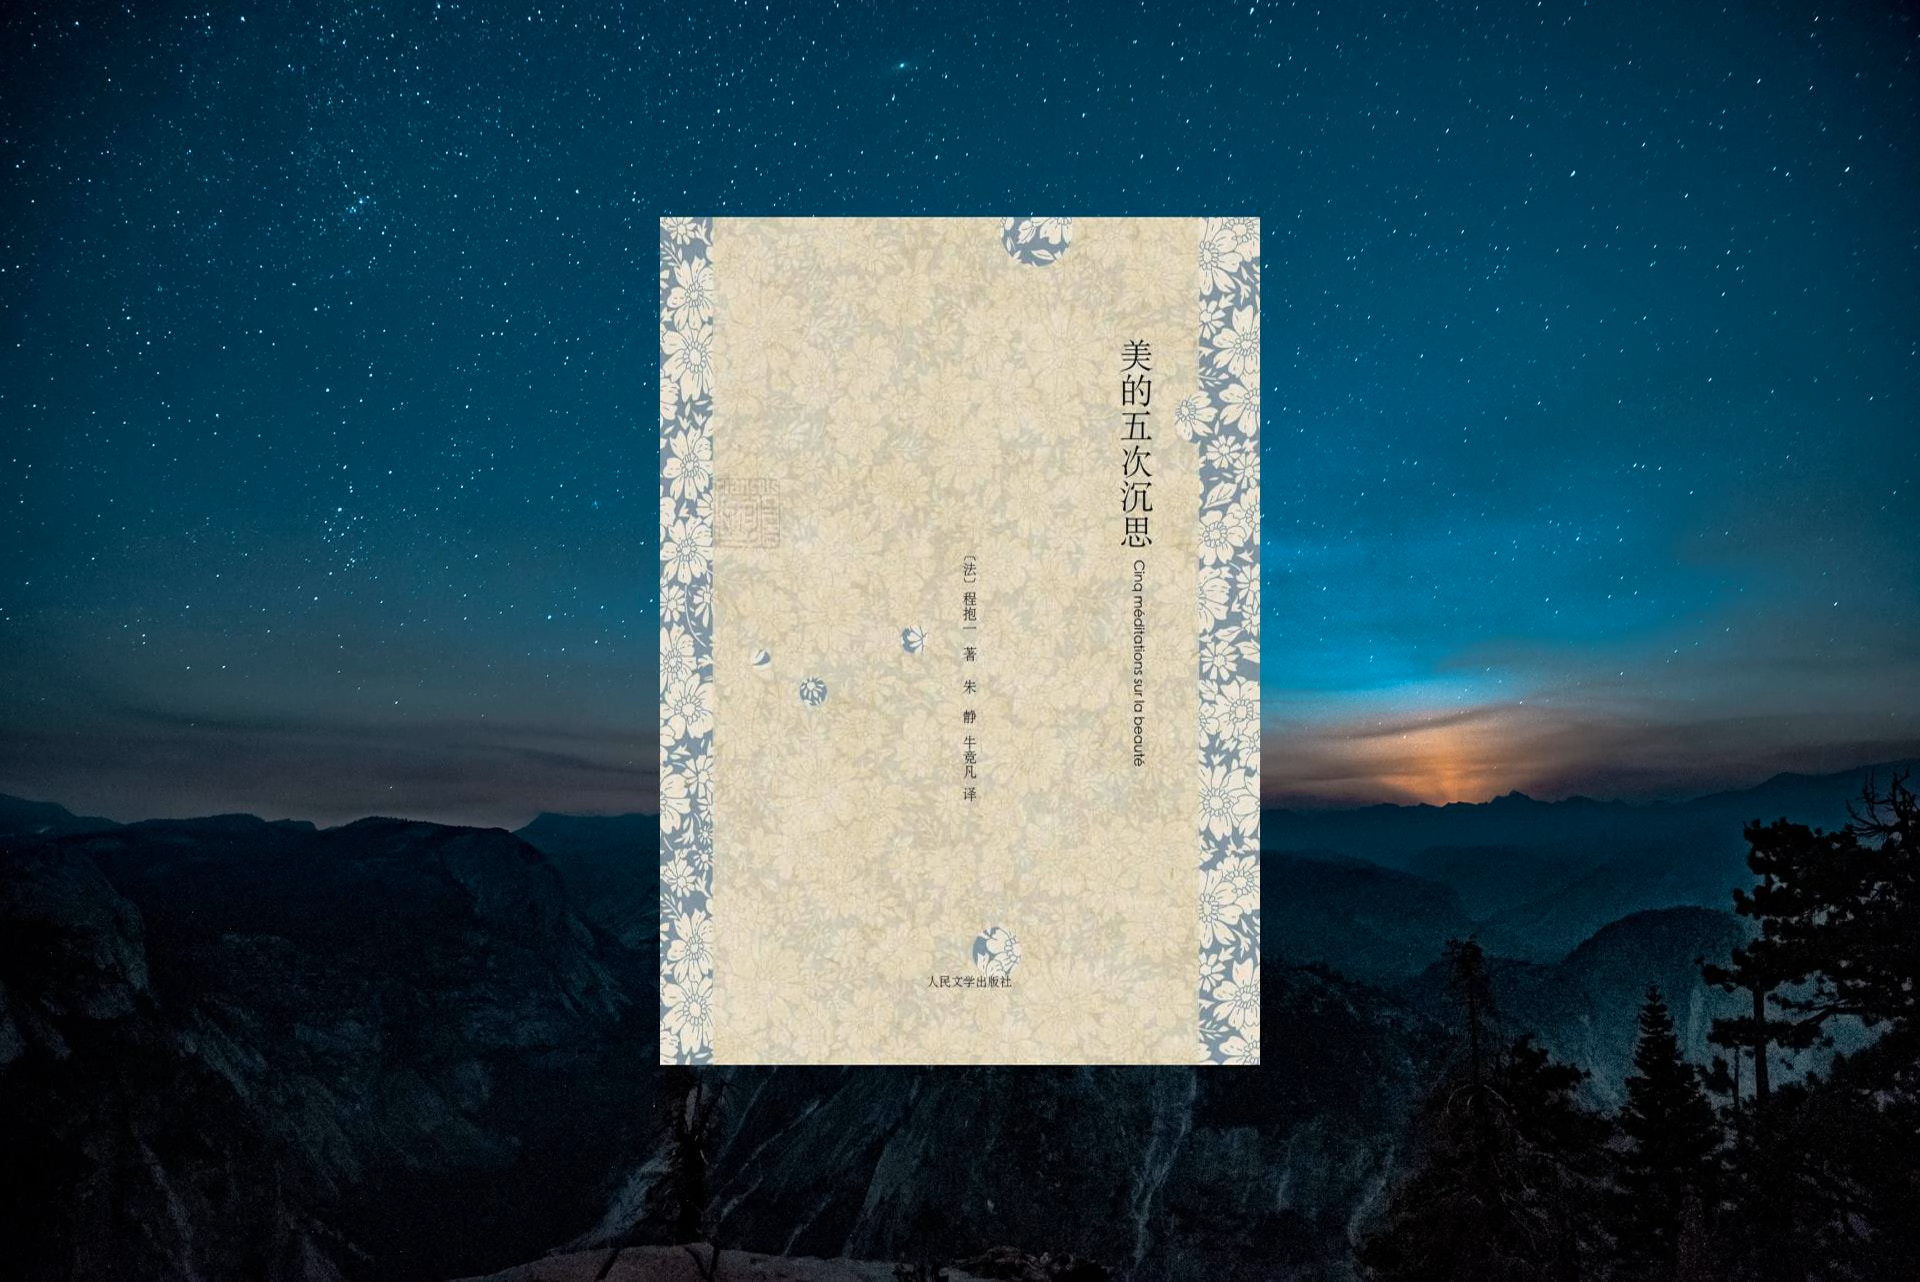 美的五次沉思
Cinq méditations sur la beauté
〔法〕程抱一 著 朱 静 牛竞凡 译
人民文学出版社